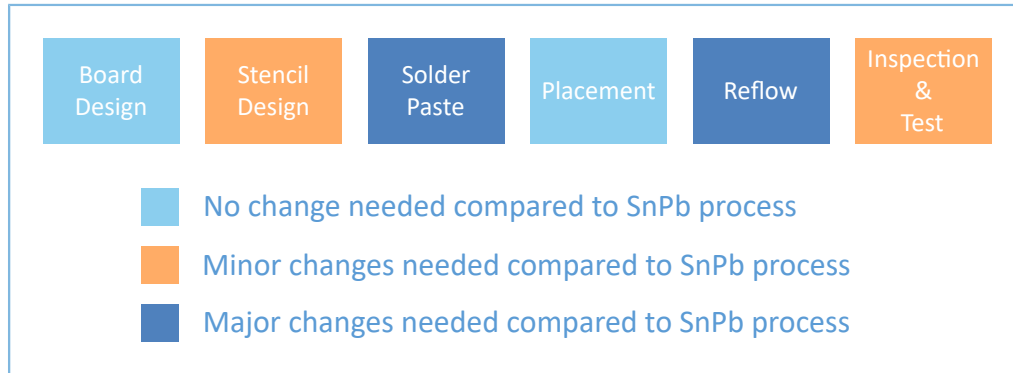 Board
Design
Stencil
Design
Solder
Paste
Placement
Reflow
Inspection
&
Test
No change needed compared to SnPb process
Minor changes needed compared to SnPb process
Major changes needed compared to SnPb process